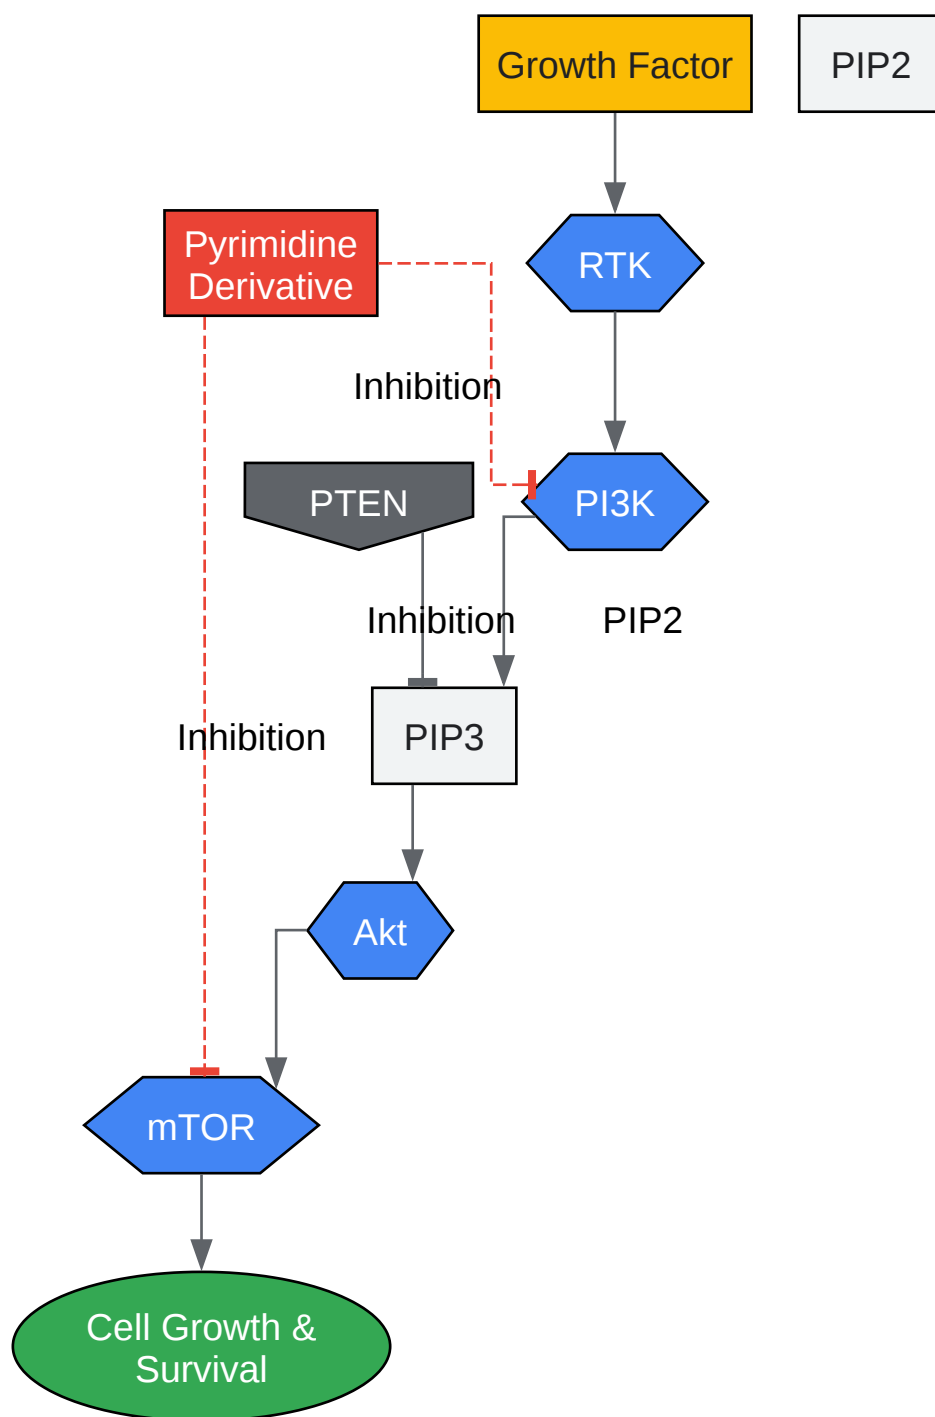 Growth Factor
PIP2
Pyrimidine
Derivative
RTK
Inhibition
PTEN
PI3K
Inhibition
PIP2
Inhibition
PIP3
Akt
mTOR
Cell Growth &
Survival